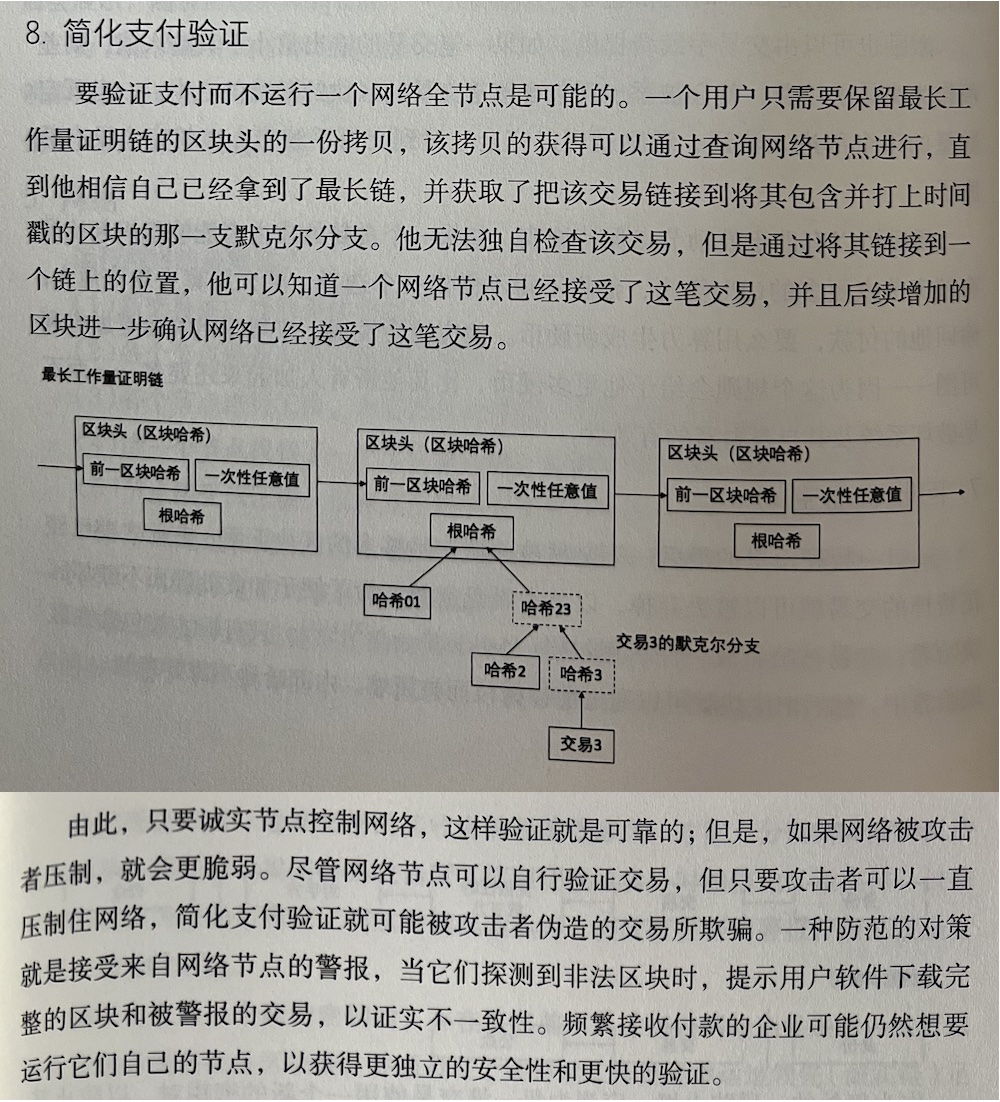 8. 简化支付验证
要验证支付而不运行一个网络全节点是可能的。一个用户只需要保留最长工
作量证明链的区块头的一份拷贝，该拷贝的获得可以通过查询网络节点进行，直
到他相信自己已经拿到了最长链，并获取了把该交易链接到将其包含并打上时间
戳的区块的那一支默克尔分支。他无法独自检查该交易，但是通过将其链接到一
个链上的位置，他可以知道一个网络节点已经接受了这笔交易，并且后续增加的
区块进一步确认网络已经接受了这笔交易。
最长工作量证明链
区块头（区块哈希）
前一区块哈希
一次性任意值
根哈希
区块头（区块哈希）
前一区块哈希
一次性任意值
根哈希
区块头（区块哈希）
前一区块哈希
一次性任意值
根哈希
哈希01
哈希23
交易3的默克尔分支
哈希2
哈希3
交易3
由此，只要诚实节点控制网络，这样验证就是可靠的；但是，如果网络被攻击
者压制，就会更脆弱。尽管网络节点可以自行验证交易，但只要攻击者可以一直
压制住网络，简化支付验证就可能被攻击者伪造的交易所欺骗。一种防范的对策
就是接受来自网络节点的警报，当它们探测到非法区块时，提示用户软件下载完
整的区块和被警报的交易，以证实不一致性。频繁接收付款的企业可能仍然想要
运行它们自己的节点，以获得更独立的安全性和更快的验证。